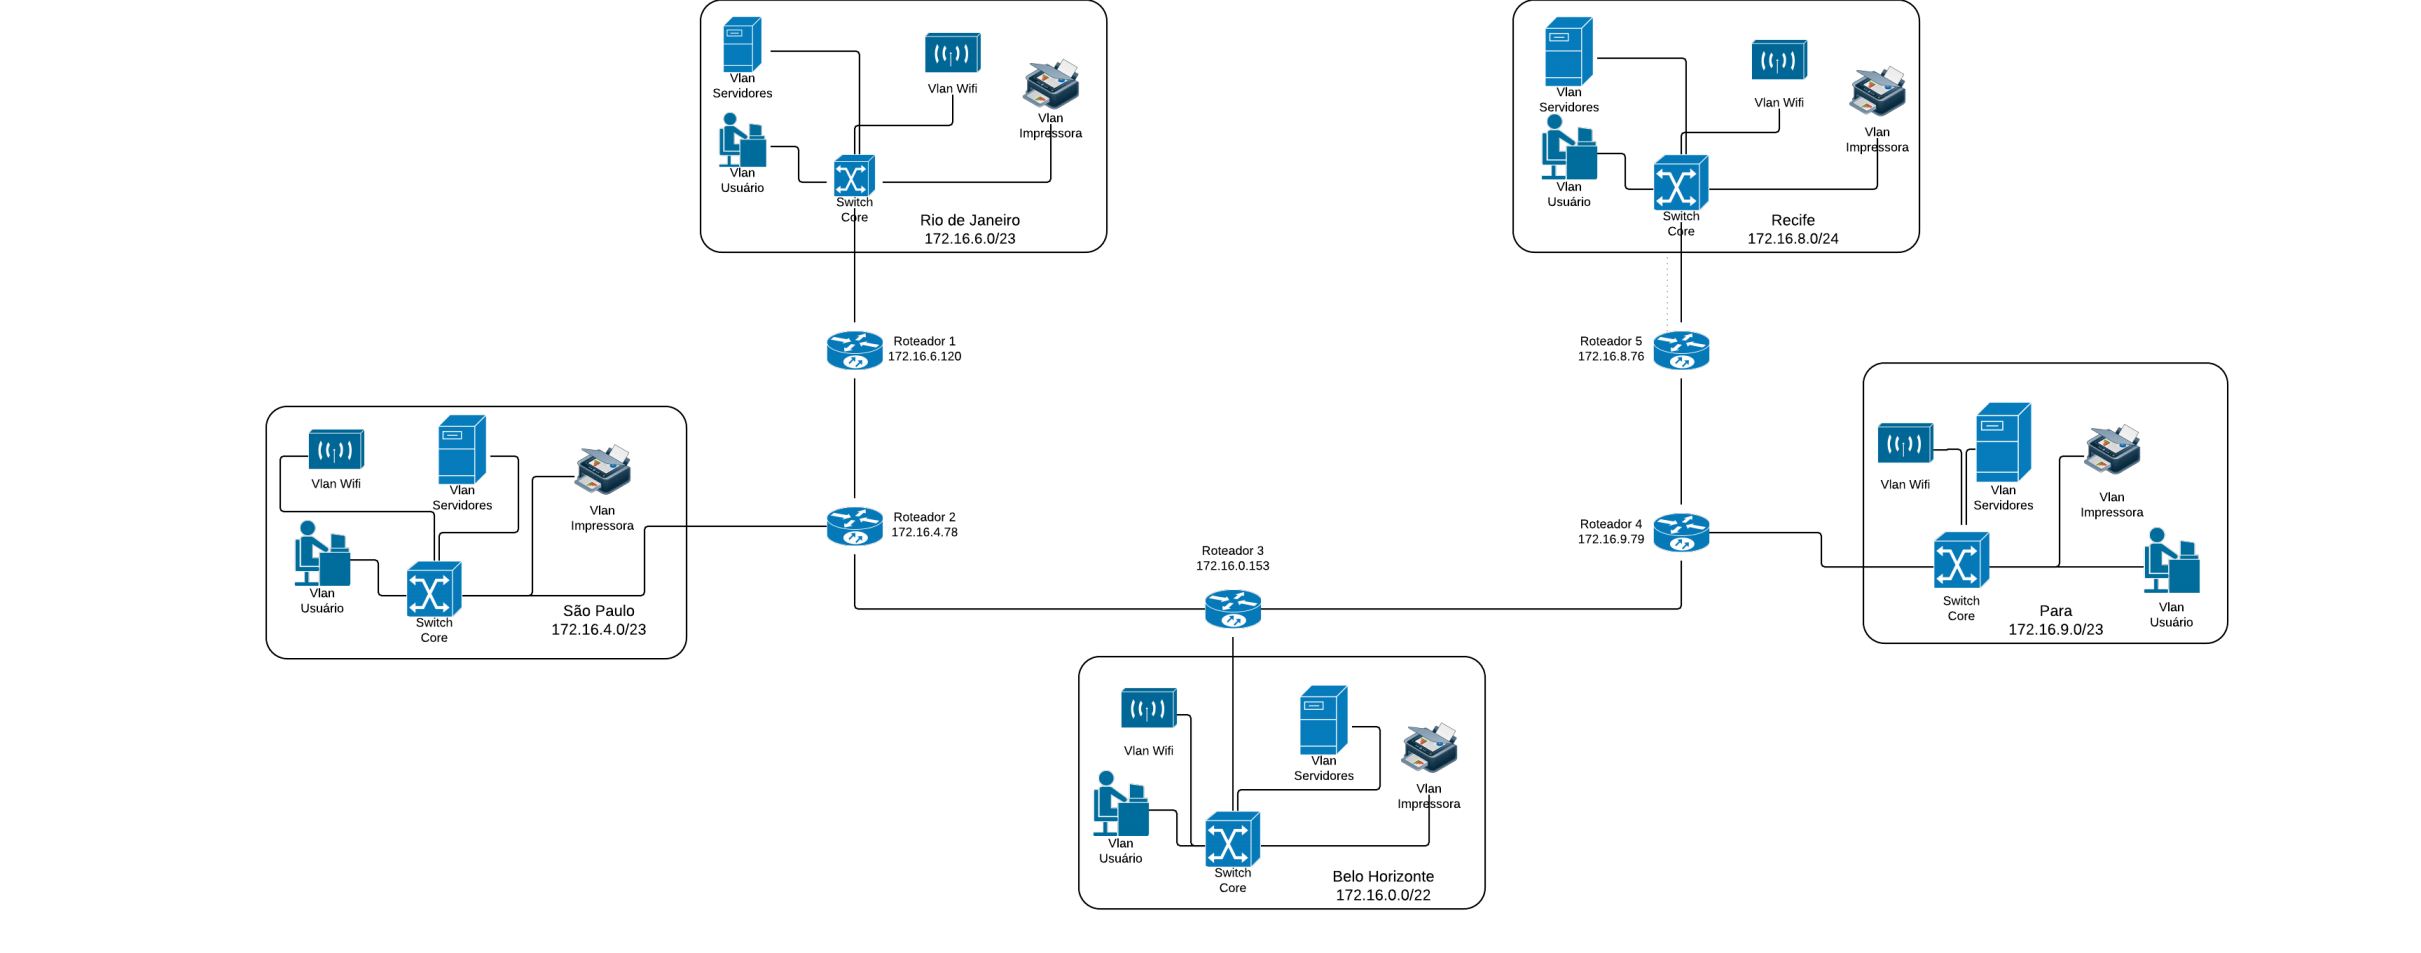 Vlan
Servidores
Vlan Wifi
Vlan
Impressora
Vlan
Usuário
Switch
Core
Rio de Janeiro
172.16.6.0/23
Vlan
Servidores
Vlan Wifi
Vlan
Impressora
Vlan
Usuário
Switch
Core
Recife
172.16.8.0/24
Roteador 1
172.16.6.120
Roteador 5
172.16.8.76
Vlan Wifi
Vlan
Servidores
Vlan
Impressora
Vlan
Usuário
Switch
Core
São Paulo
172.16.4.0/23
Roteador 2
172.16.4.78
Roteador 3
172.16.0.153
Roteador 4
172.16.9.79
Vlan Wifi
Vlan
Servidores
Vlan
Impressora
Switch
Core
Vlan
Usuário
Para
172.16.9.0/23
Vlan Wifi
Vlan
Servidores
Vlan
Impressora
Vlan
Usuário
Switch
Core
Belo Horizonte
172.16.0.0/22